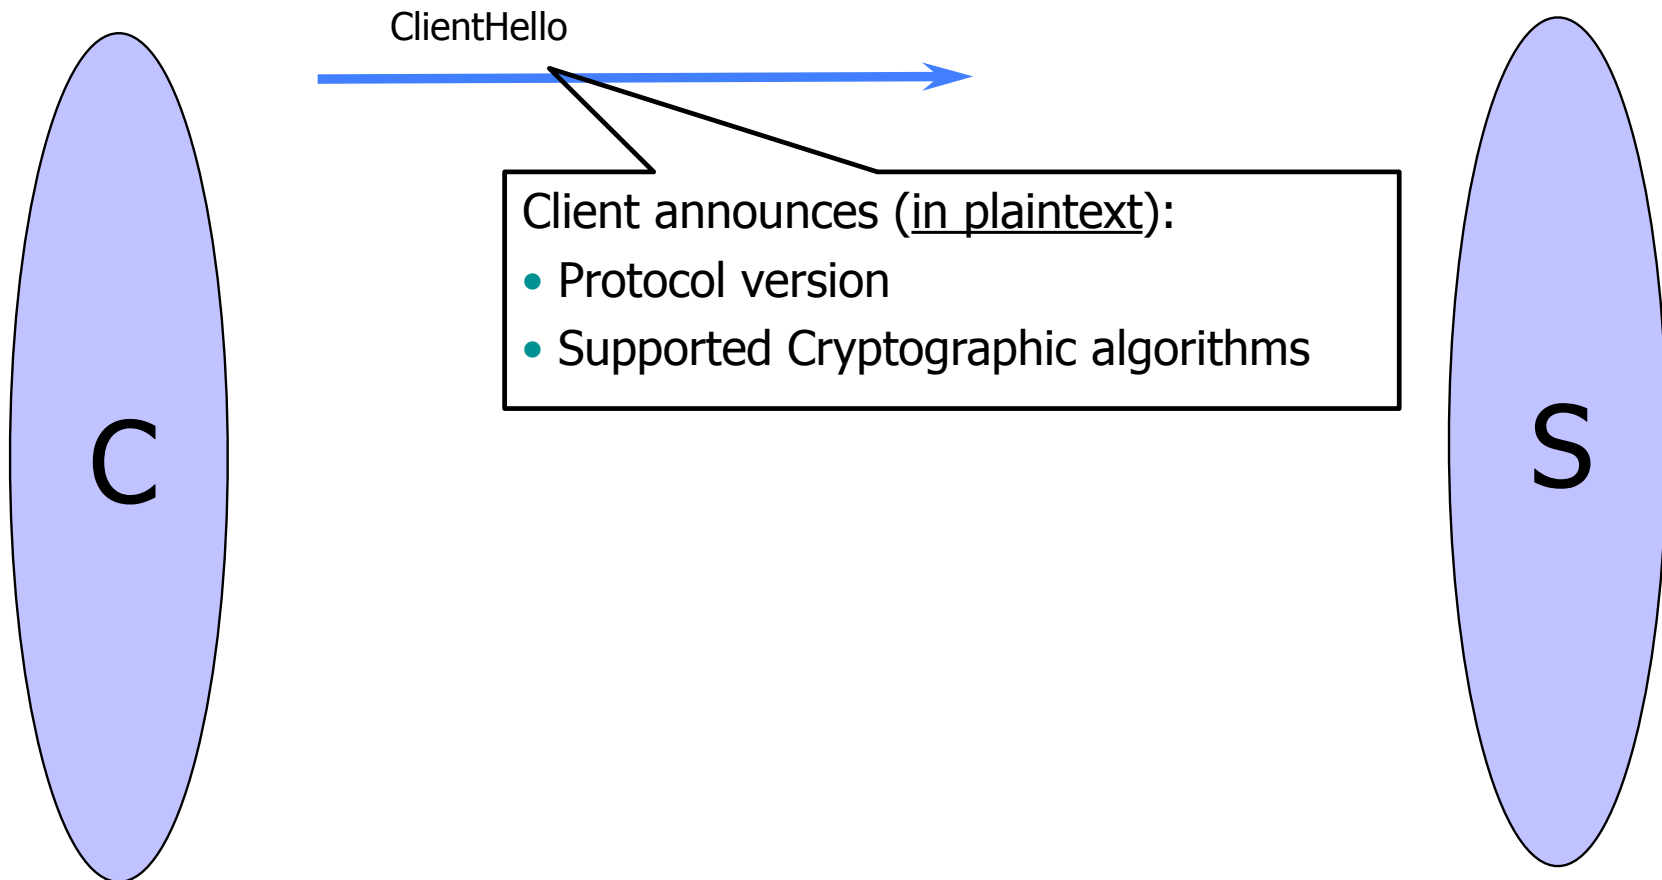 ClientHello
Client announces (in plaintext):
• Protocol version
• Supported Cryptographic algorithms
C
S